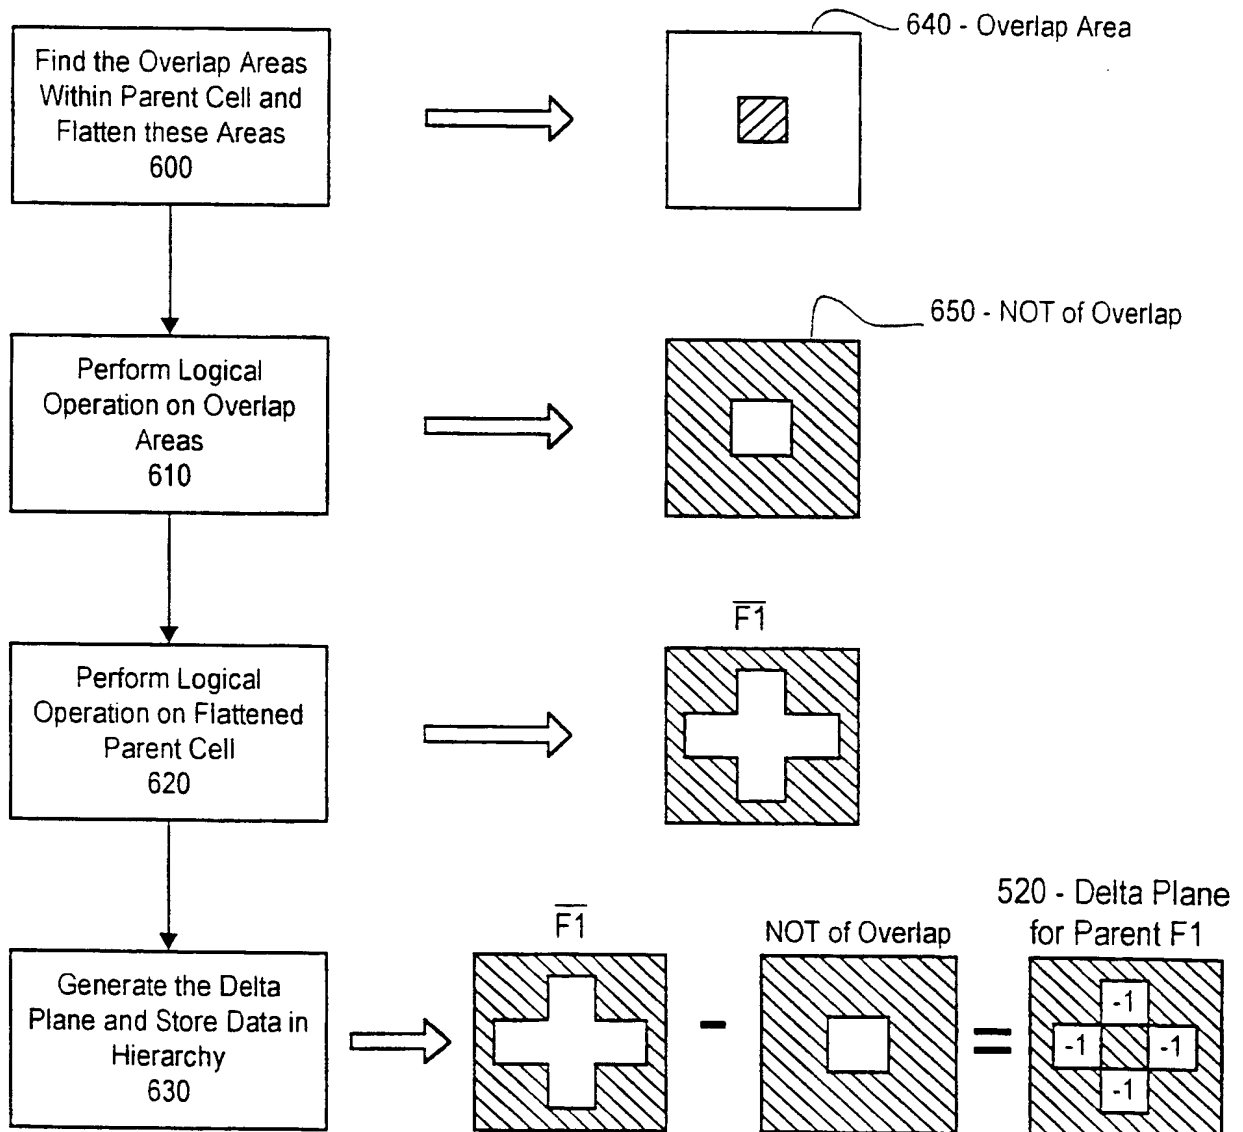 Find the Overlap Areas
Within Parent Cell and
Flatten these Areas
600
640 - Overlap Area
Perform Logical
Operation on Overlap
Areas
610
650 - NOT of Overlap
Perform Logical
Operation on Flattened
Parent Cell
620
F1
Generate the Delta
Plane and Store Data in
Hierarchy
630
F1
-
NOT of Overlap
=
520 - Delta Plane
for Parent F1
-1
-1 -1
-1